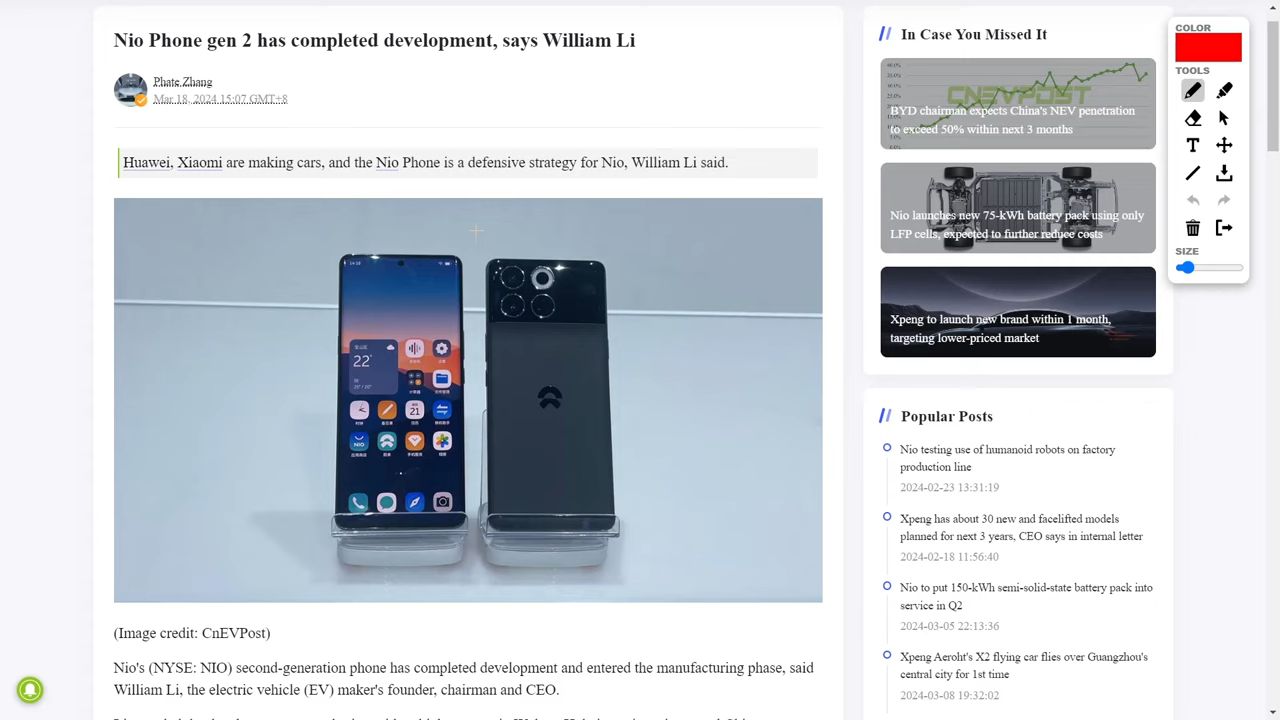 Nio Phone gen 2 has completed development, says William Li
Phate Zhang
Mar 18, 2024 15:07 GMT+8
Huawei, Xiaomi are making cars, and the Nio Phone is a defensive strategy for Nio, William Li said.
22°
21
NIO
(Image credit: CnEVPost)
Nio's (NYSE: NIO) second-generation phone has completed development and entered the manufacturing phase, said
William Li, the electric vehicle (EV) maker's founder, chairman and CEO.
In Case You Missed It
CNEVPOST
BYD chairman expects China's NEV penetration
to exceed 50% within next 3 months
Nio launches new 75-kWh battery pack using only
LFP cells, expected to further reduce costs
Xpeng to launch new brand within 1 month,
targeting lower-priced market
Popular Posts
Nio testing use of humanoid robots on factory
production line
2024-02-23 13:31:19
Xpeng has about 30 new and facelifted models
planned for next 3 years, CEO says in internal letter
2024-02-18 11:56:40
Nio to put 150-kWh semi-solid-state battery pack into
service in Q2
2024-03-05 22:13:36
Xpeng Aeroht's X2 flying car flies over Guangzhou's
central city for 1st time
2024-03-08 19:32:02
COLOR
TOOLS
T
SIZE